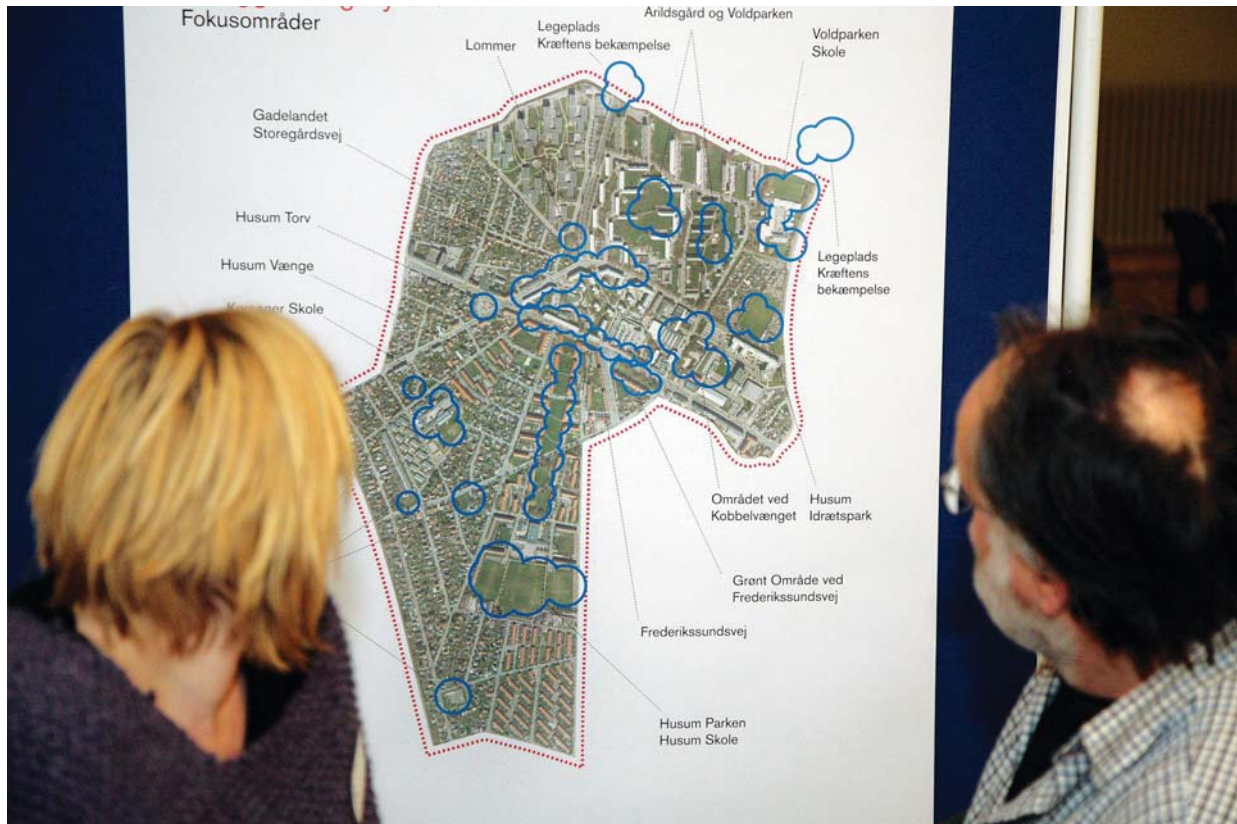 Fokusområder
Lommer
Legeplads
Kræftens bekæmpelse
Arildsgård og Voldparken
Voldparken
Skole
Gadelandet
Storegårdsvej
Husum Torv
Husum Vænge
Skole
Legeplads
Kræftens
bekæmpelse
Området ved
Kobbelvænget
Husum
Idrætspark
Grønt Område ved
Frederikssundsvej
Frederikssundsvej
Husum Parken
Husum Skole